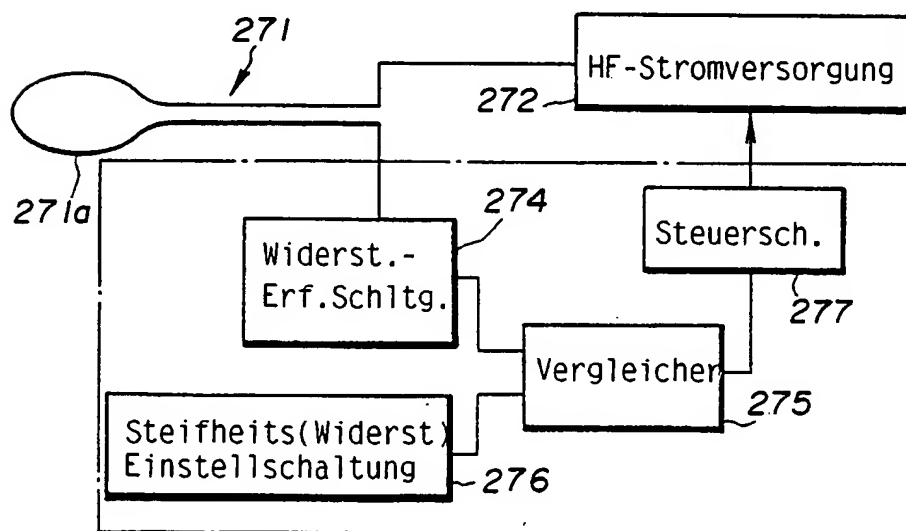 271
HF-Stromversorgung
272
271a
274
Widerst.-
Erf.Schltg.
Steuersch.
277
Vergleicher
275
Steifheits(Widerst)
Einstellschaltung
276